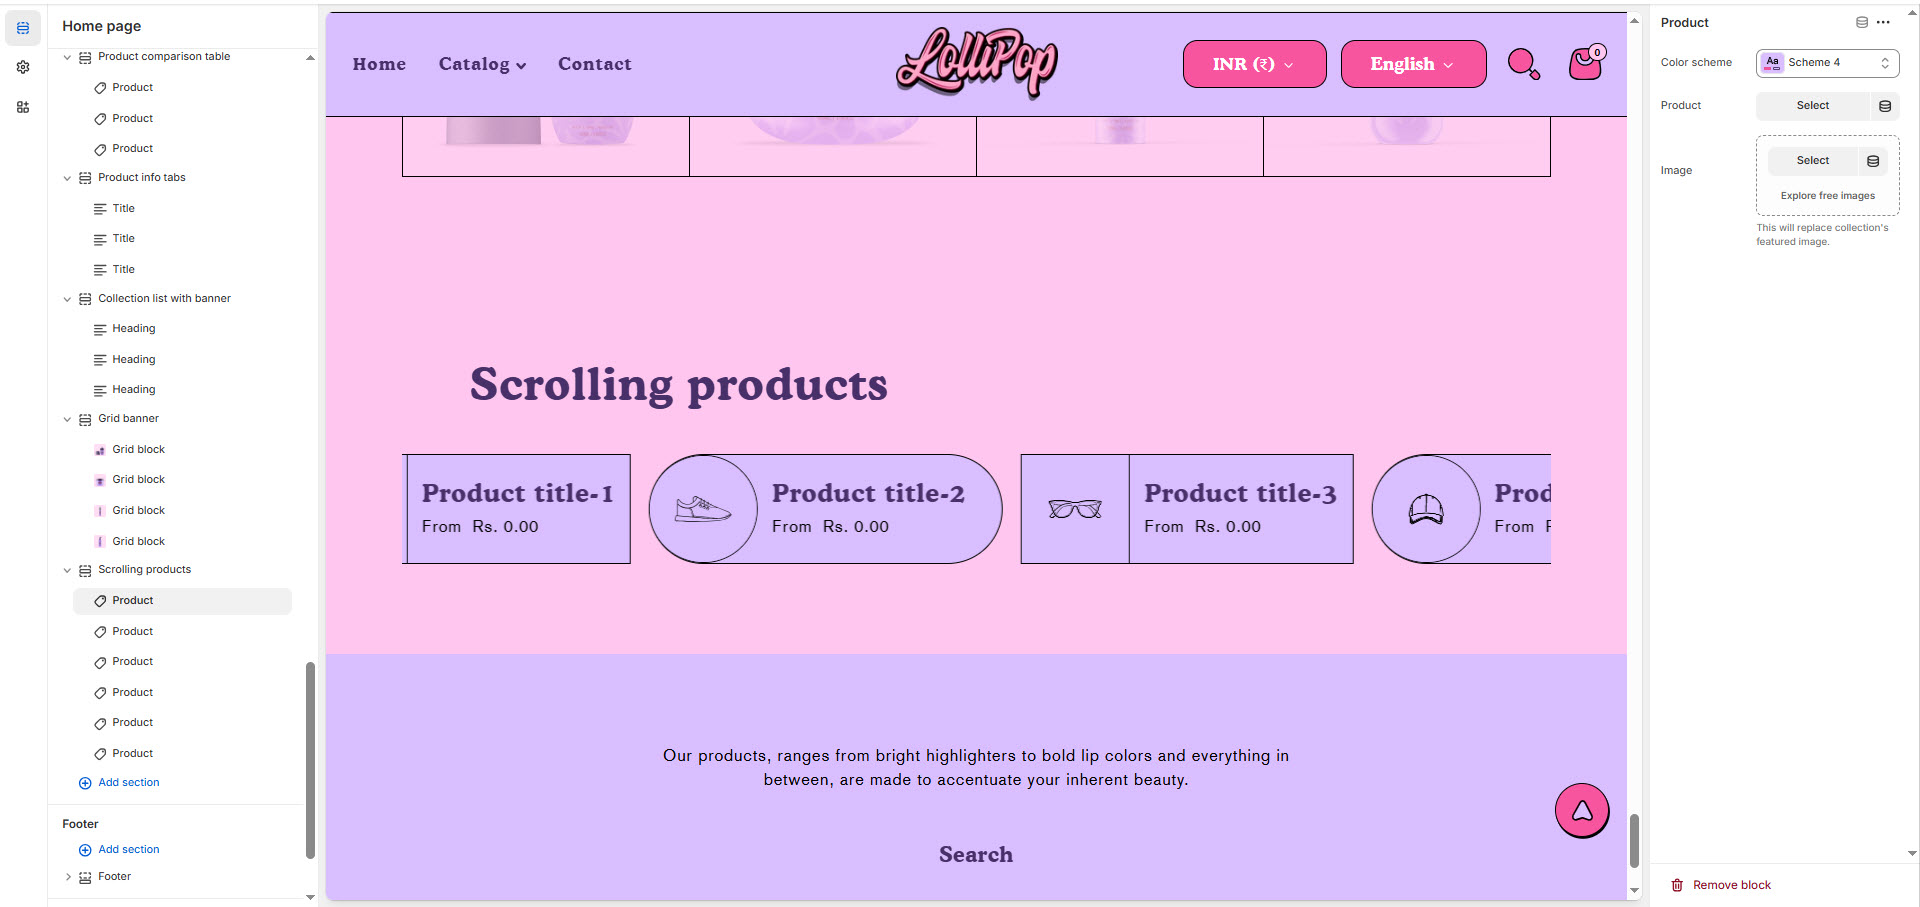 Home page
Product comparison table
Product
Product
Product
Product info tabs
Title
Title
Title
Collection list with banner
Heading
Heading
Heading
Grid banner
Grid block
Grid block
Grid block
Grid block
Scrolling products
Product
Product
Product
Product
Product
Product
Add section
Footer
Add section
Footer
Home Catalog Contact
LolliPop
INR (₹) English 0
Scrolling products
Product title-1
From Rs. 0.00
Product title-2
From Rs. 0.00
Product title-3
From Rs. 0.00
Prod
From
Our products, ranges from bright highlighters to bold lip colors and everything in
between, are made to accentuate your inherent beauty.
Search
Product
Color scheme Aa Scheme 4
Product Select
Image Select
Explore free images
This will replace collection's
featured image.
Remove block